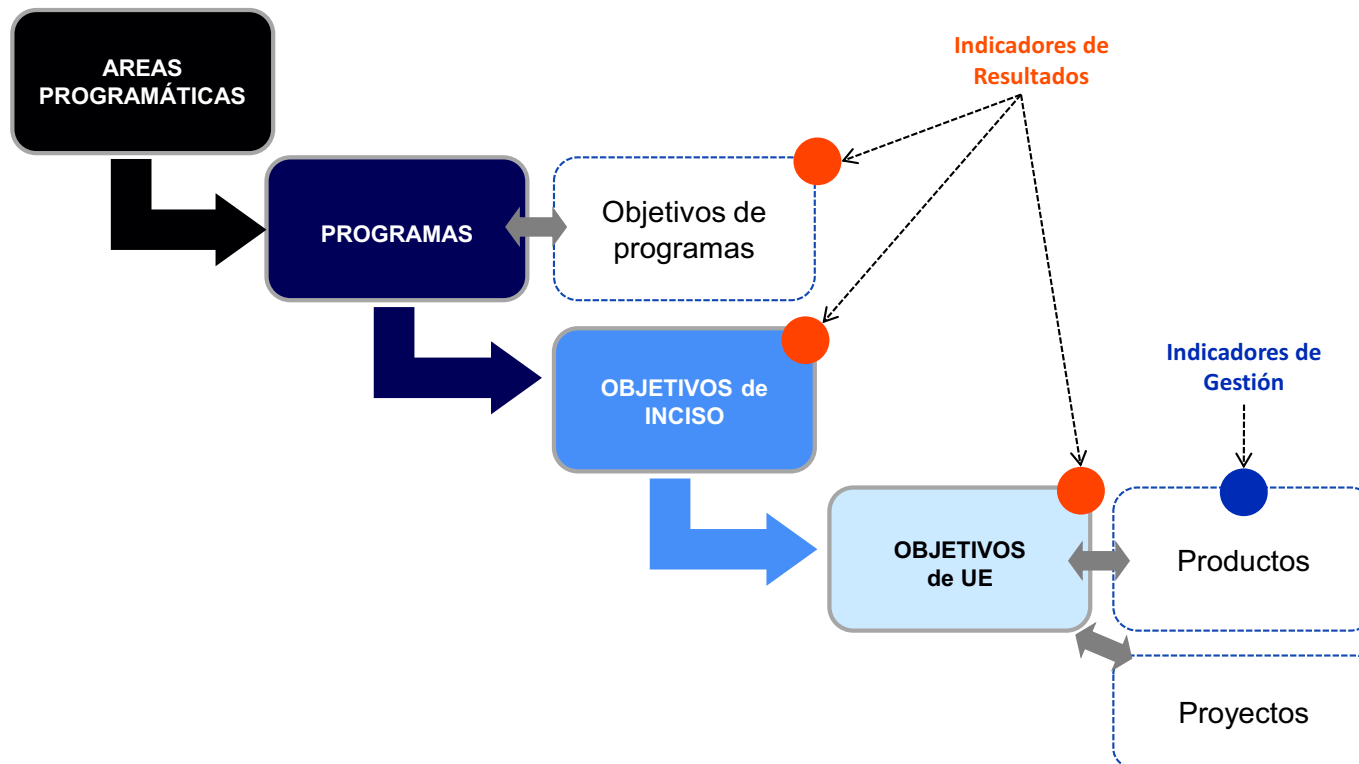 AREAS
PROGRAMÁTICAS
Indicadores de
Resultados
PROGRAMAS
Objetivos de
programas
OBJETIVOS de
INCISO
Indicadores de
Gestión
OBJETIVOS
de UE
Productos
Proyectos